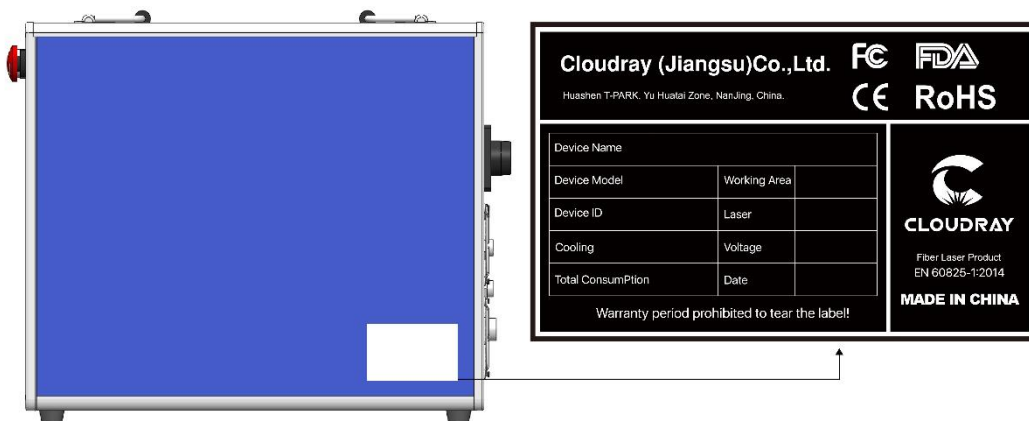 Cloudray (Jiangsu)Co.,Ltd.
Huashen T-PARK. Yu Huatai Zone, NanJing, China.
FC FDA
CE RoHS
Device Name
Device Model Working Area
Device ID Laser
Cooling Voltage
Total ConsumPtion Date
Warranty period prohibited to tear the label!
CLOUDRAY
Fiber Laser Product
EN 60825-1:2014
MADE IN CHINA